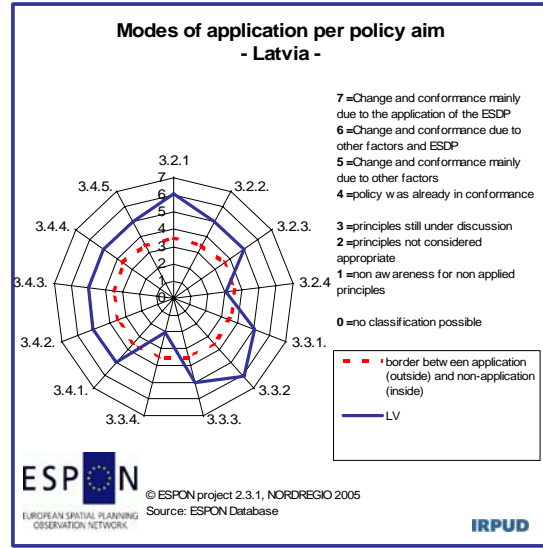 Modes of application per policy aim
- Latvia -
7 =Change and conformance mainly
due to the application of the ESDP
6 =Change and conformance due to
other factors and ESDP
5 =Change and conformance mainly
due to other factors
4 =policy was already in conformance
3 =principles still under discussion
2 =principles not considered
appropriate
1 =non awareness for non applied
principles
0 =no classification possible
3.2.1
3.2.2.
3.2.3.
3.2.4
3.3.1.
3.3.2
3.3.3.
3.3.4.
3.4.1.
3.4.2.
3.4.3.
3.4.4.
3.4.5.
7
6
5
4
3
2
1
0
border between application
(outside) and non-application
(inside)
LV
ESPON
EUROPEAN SPATIAL PLANNING
OBSERVATION NETWORK
© ESPON project 2.3.1, NORDREGIO 2005
Source: ESPON Database
IRPUD